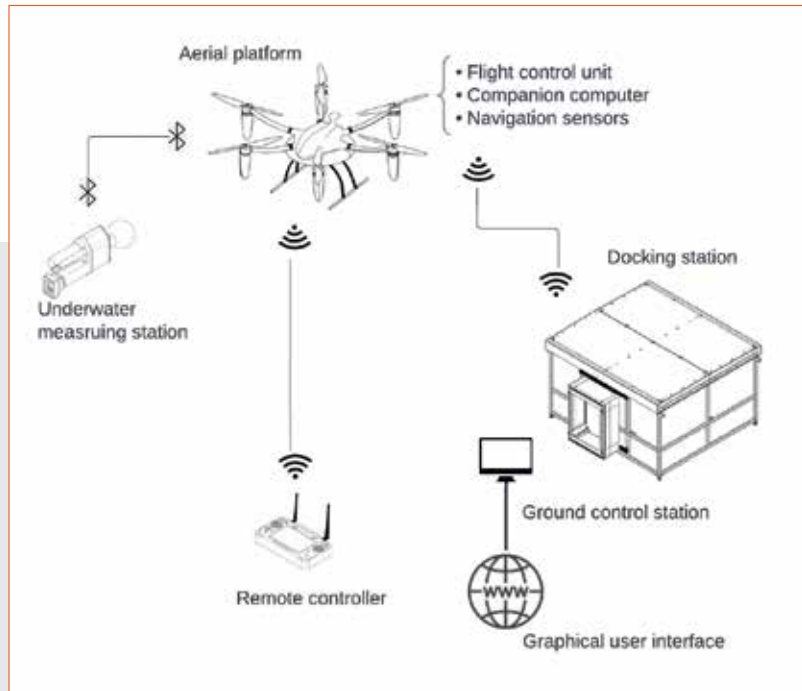 Aerial platform
• Flight control unit
• Companion computer
• Navigation sensors
Docking station
Underwater
measruing station
Ground control station
Remote controller
WWW
Graphical user interface